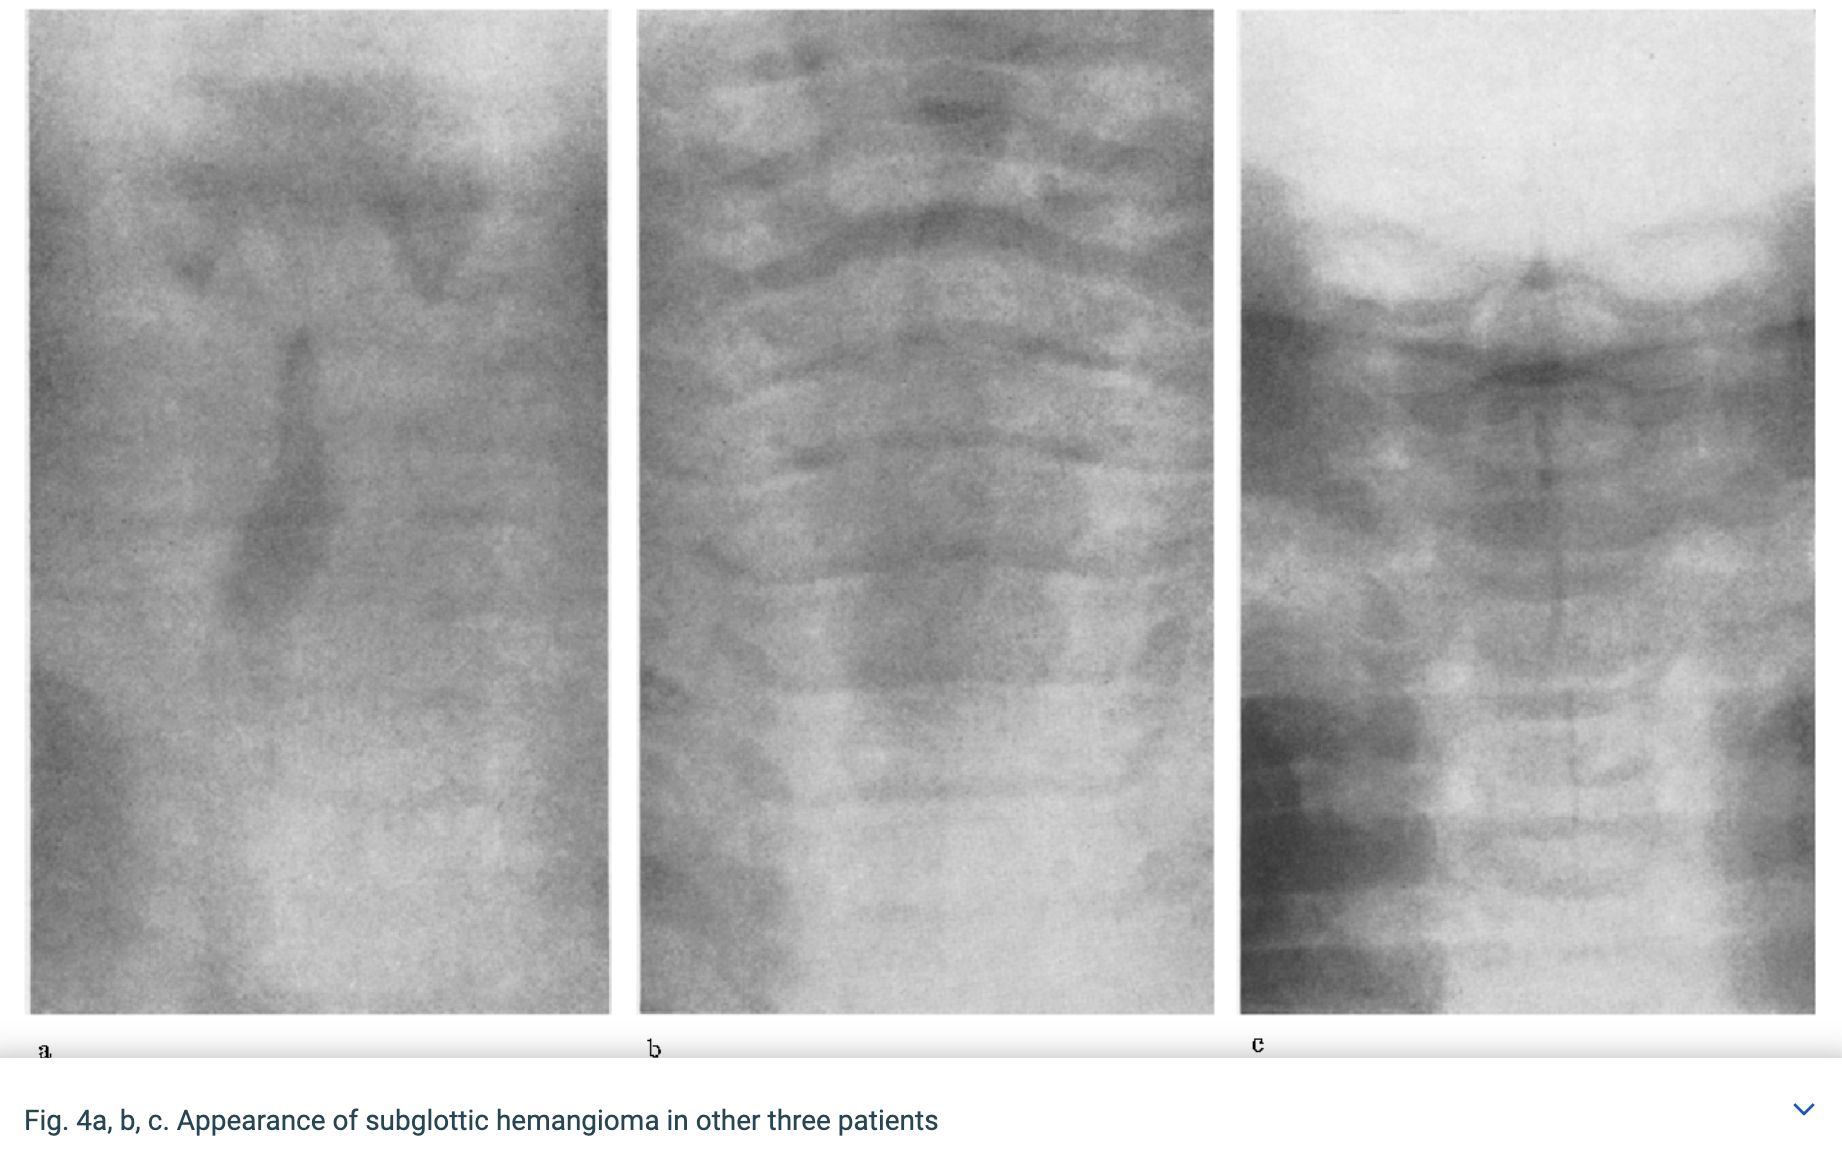 a
b
c
Fig. 4a, b, c. Appearance of subglottic hemangioma in other three patients